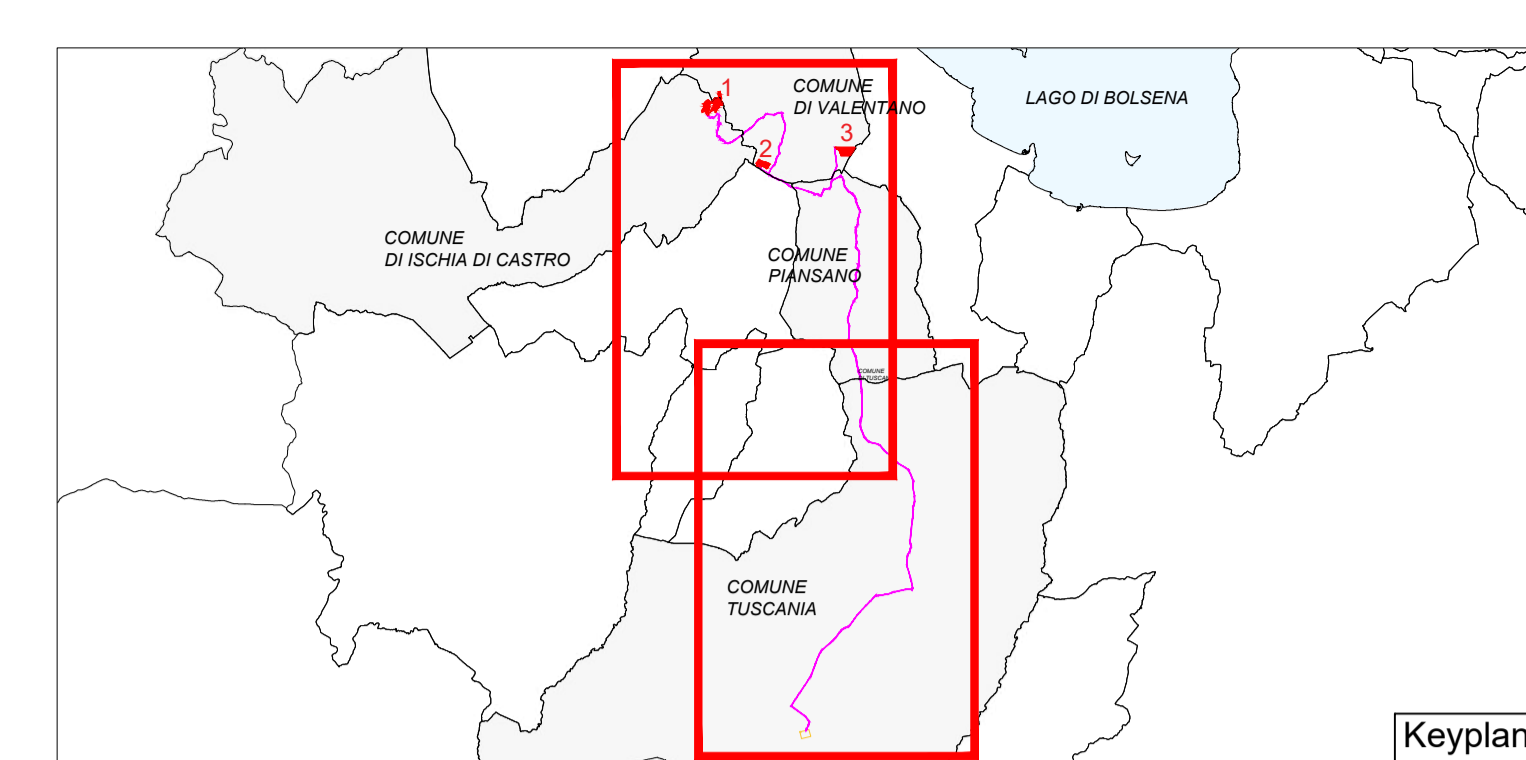 1
COMUNE
DI VALENTANO
LAGO DI BOLSENA
2
3
COMUNE
DI ISCHIA DI CASTRO
COMUNE
PIANSANO
COMUNE
COMUNE
TUSCANIA
Keyplan